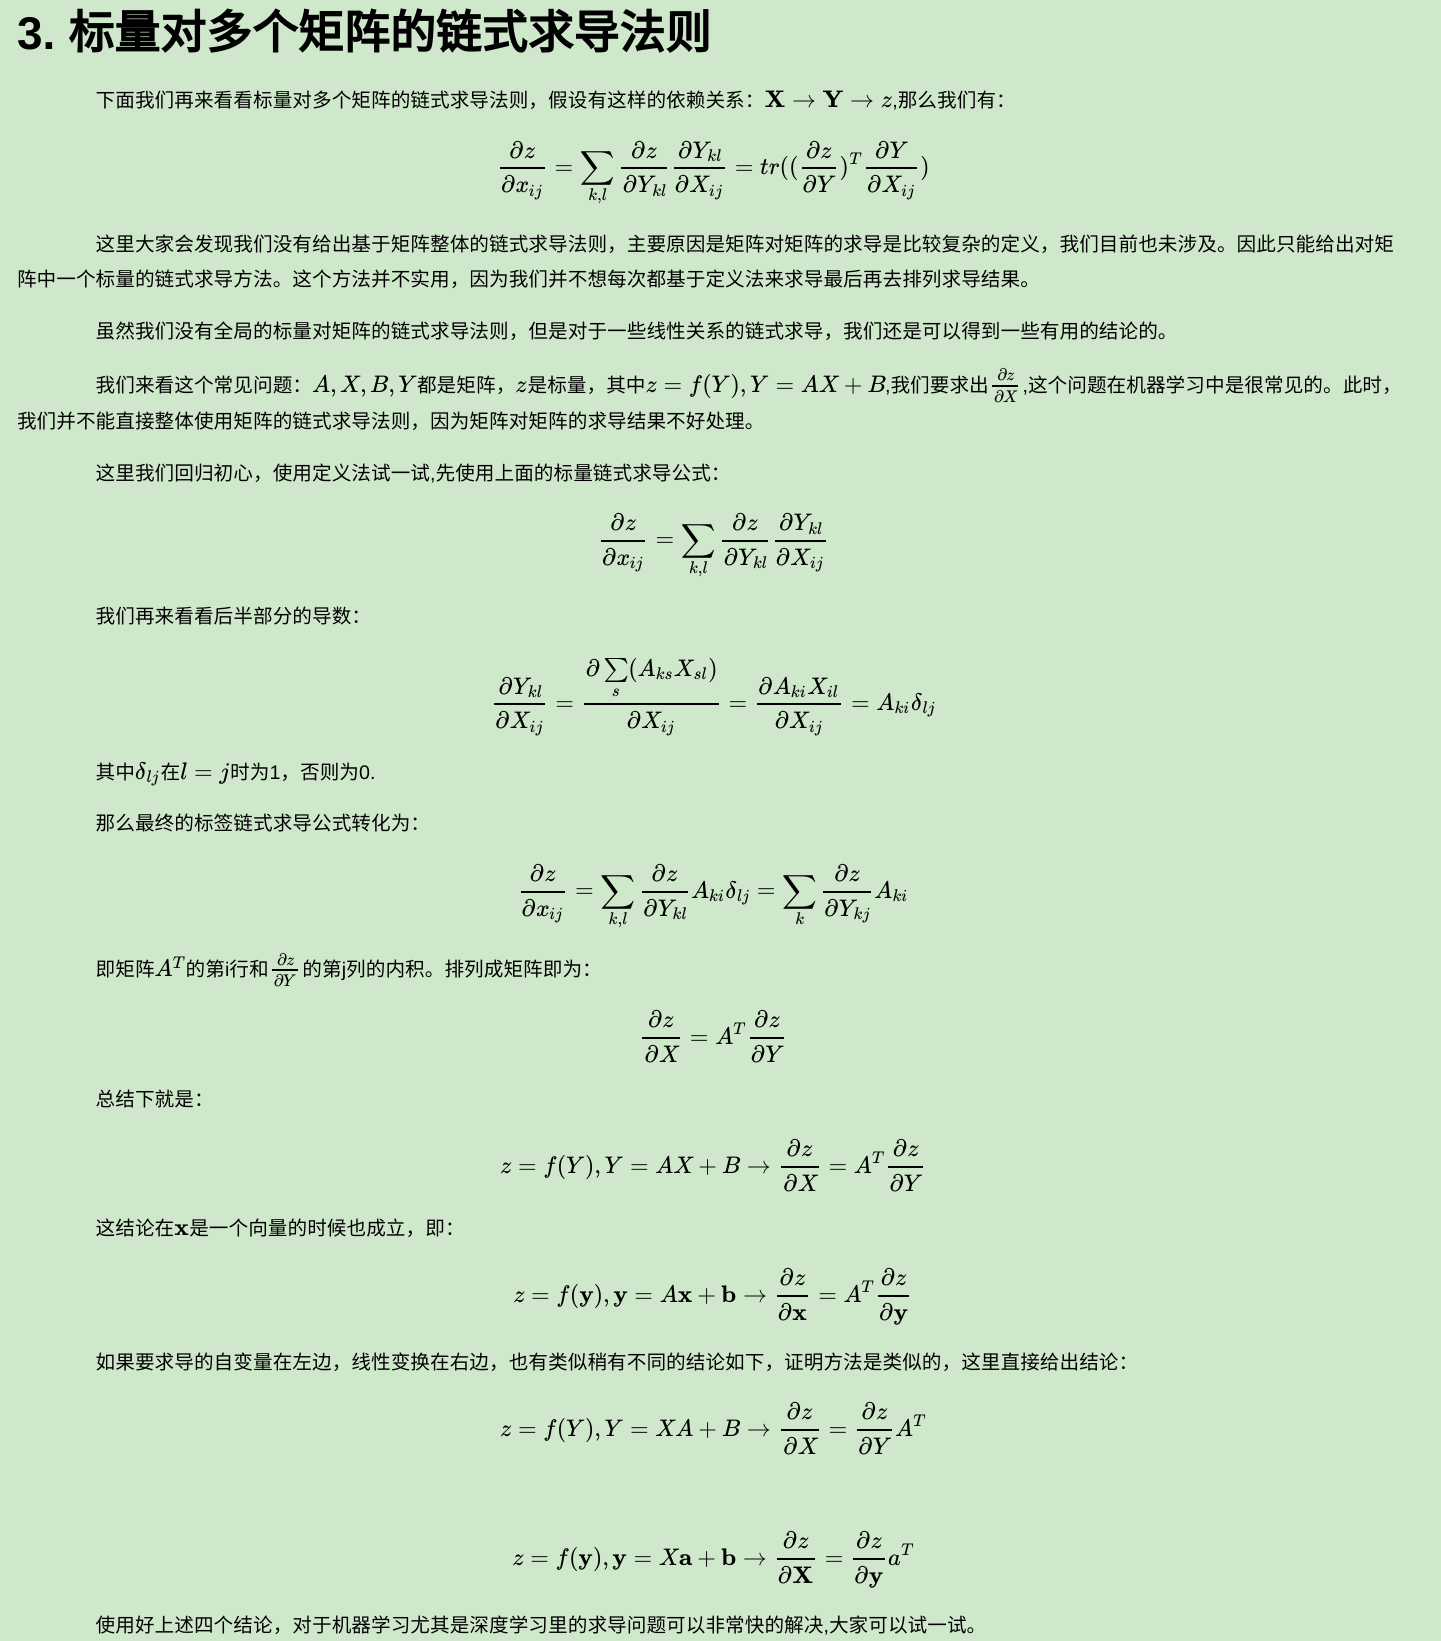 3. 标量对多个矩阵的链式求导法则
下面我们再来看看标量对多个矩阵的链式求导法则，假设有这样的依赖关系：$\mathbf{X} \to \mathbf{Y} \to z$,那么我们有：
$$\frac{\partial z}{\partial x_{ij}} = \sum_{k,l} \frac{\partial z}{\partial Y_{kl}} \frac{\partial Y_{kl}}{\partial X_{ij}} = tr((\frac{\partial z}{\partial Y})^T \frac{\partial Y}{\partial X_{ij}})$$
这里大家会发现我们没有给出基于矩阵整体的链式求导法则，主要原因是矩阵对矩阵的求导是比较复杂的定义，我们目前也未涉及。因此只能给出对矩
阵中一个标量的链式求导方法。这个方法并不实用，因为我们并不想每次都基于定义法来求导最后再去排列求导结果。
虽然我们没有全局的标量对矩阵的链式求导法则，但是对于一些线性关系的链式求导，我们还是可以得到一些有用的结论的。
我们来看这个常见问题：$A, X, B, Y$都是矩阵，$z$是标量，其中$z = f(Y), Y = AX + B$,我们要求出$\frac{\partial z}{\partial X}$,这个问题在机器学习中是很常见的。此时，
我们并不能直接整体使用矩阵的链式求导法则，因为矩阵对矩阵的求导结果不好处理。
这里我们回归初心，使用定义法试一试,先使用上面的标量链式求导公式：
$$\frac{\partial z}{\partial x_{ij}} = \sum_{k,l} \frac{\partial z}{\partial Y_{kl}} \frac{\partial Y_{kl}}{\partial X_{ij}}$$
我们再来看看后半部分的导数：
$$\frac{\partial Y_{kl}}{\partial X_{ij}} = \frac{\partial \sum_s (A_{ks} X_{sl})}{\partial X_{ij}} = \frac{\partial A_{ki} X_{il}}{\partial X_{ij}} = A_{ki} \delta_{lj}$$
其中$\delta_{lj}$在$l = j$时为1，否则为0.
那么最终的标签链式求导公式转化为：
$$\frac{\partial z}{\partial x_{ij}} = \sum_{k,l} \frac{\partial z}{\partial Y_{kl}} A_{ki} \delta_{lj} = \sum_k \frac{\partial z}{\partial Y_{kj}} A_{ki}$$
即矩阵$A^T$的第i行和$\frac{\partial z}{\partial Y}$的第j列的内积。排列成矩阵即为：
$$\frac{\partial z}{\partial X} = A^T \frac{\partial z}{\partial Y}$$
总结下就是：
$$z = f(Y), Y = AX + B \to \frac{\partial z}{\partial X} = A^T \frac{\partial z}{\partial Y}$$
这结论在$\mathbf{x}$是一个向量的时候也成立，即：
$$z = f(\mathbf{y}), \mathbf{y} = A\mathbf{x} + \mathbf{b} \to \frac{\partial z}{\partial \mathbf{x}} = A^T \frac{\partial z}{\partial \mathbf{y}}$$
如果要求导的自变量在左边，线性变换在右边，也有类似稍有不同的结论如下，证明方法是类似的，这里直接给出结论：
$$z = f(Y), Y = XA + B \to \frac{\partial z}{\partial X} = \frac{\partial z}{\partial Y} A^T$$
$$z = f(\mathbf{y}), \mathbf{y} = X\mathbf{a} + \mathbf{b} \to \frac{\partial z}{\partial \mathbf{X}} = \frac{\partial z}{\partial \mathbf{y}} a^T$$
使用好上述四个结论，对于机器学习尤其是深度学习里的求导问题可以非常快的解决,大家可以试一试。